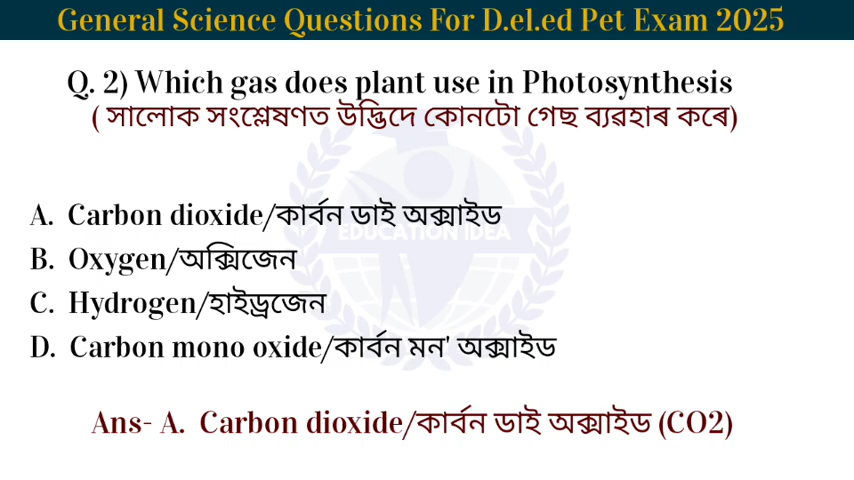 General Science Questions For D.el.ed Pet Exam 2025
Q. 2) Which gas does plant use in Photosynthesis
( সালোক সংশ্লেষণত উদ্ভিদে কোনটো গেছ ব্যৱহাৰ কৰে)
EDUCATION IDEA
A. Carbon dioxide/কাৰ্বন ডাই অক্সাইড
B. Oxygen/অক্সিজেন
C. Hydrogen/হাইড্ৰজেন
D. Carbon mono oxide/কাৰ্বন মন' অক্সাইড
Ans- A. Carbon dioxide/কাৰ্বন ডাই অক্সাইড (CO2)